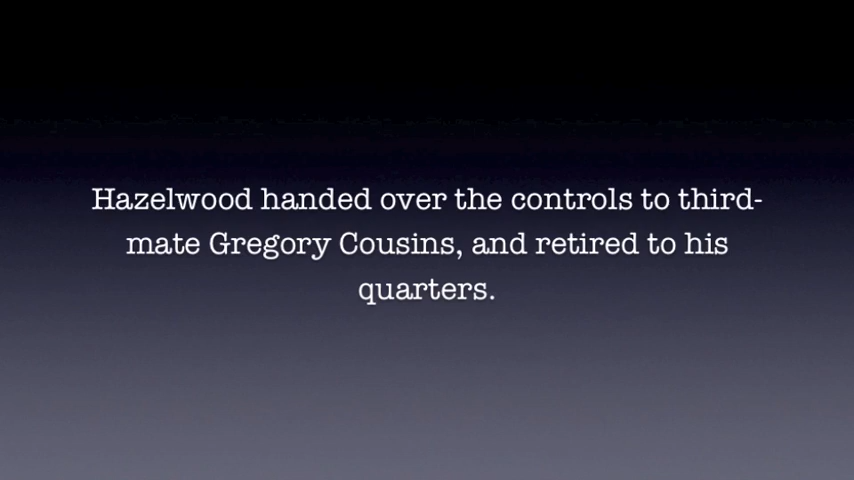 Hazelwood handed over the controls to third-
mate Gregory Cousins, and retired to his
quarters.